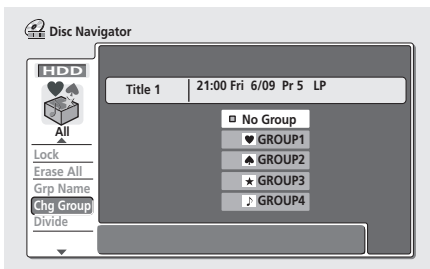 Disc Navigator
HDD
All
Lock
Erase All
Grp Name
Chg Group
Divide
Title 1 21:00 Fri 6/09 Pr 5 LP
No Group
GROUP1
GROUP2
GROUP3
GROUP4